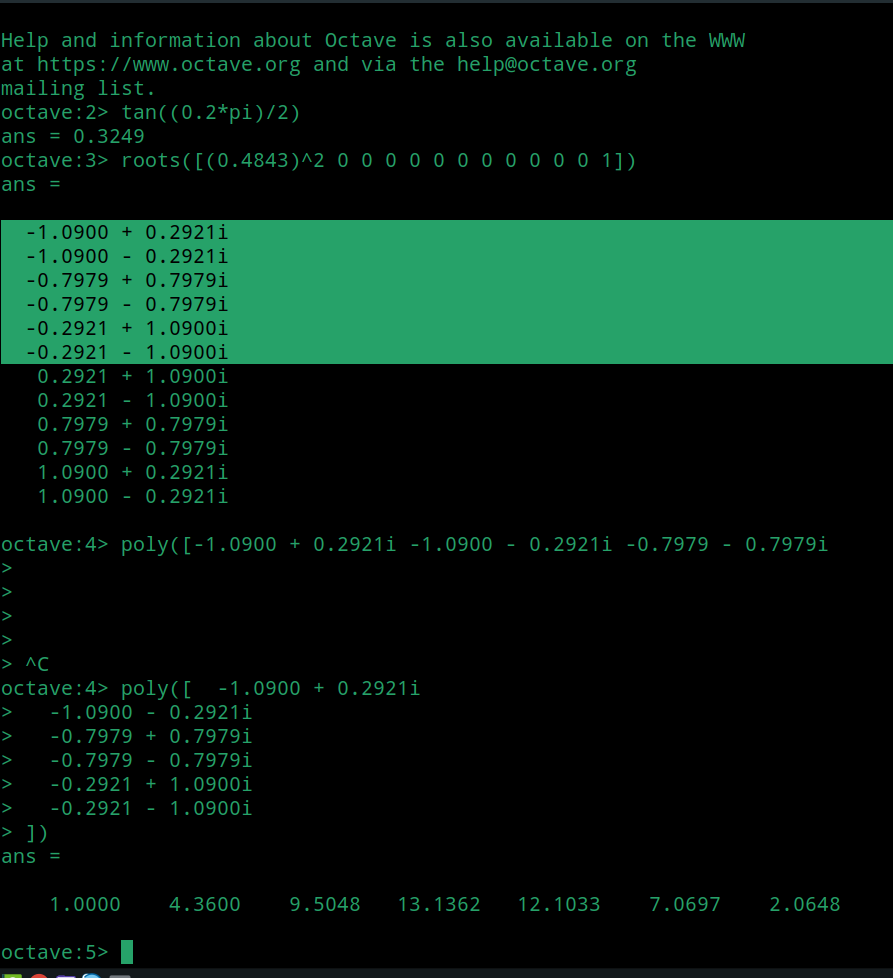 Help and information about Octave is also available on the WWW
at https://www.octave.org and via the help@octave.org
mailing list.
octave:2> tan((0.2*pi)/2)
ans = 0.3249
octave:3> roots([(0.4843)^2 0 0 0 0 0 0 0 0 0 0 0 1])
ans =
-1.0900 + 0.2921i
-1.0900 - 0.2921i
-0.7979 + 0.7979i
-0.7979 - 0.7979i
-0.2921 + 1.0900i
-0.2921 - 1.0900i
0.2921 + 1.0900i
0.2921 - 1.0900i
0.7979 + 0.7979i
0.7979 - 0.7979i
1.0900 + 0.2921i
1.0900 - 0.2921i
octave:4> poly([-1.0900 + 0.2921i -1.0900 - 0.2921i -0.7979 - 0.7979i
>
>
>
>
> ^C
octave:4> poly([  -1.0900 + 0.2921i
>   -1.0900 - 0.2921i
>   -0.7979 + 0.7979i
>   -0.7979 - 0.7979i
>   -0.2921 + 1.0900i
>   -0.2921 - 1.0900i
> ])
ans =
1.0000    4.3600    9.5048   13.1362   12.1033    7.0697    2.0648
octave:5>